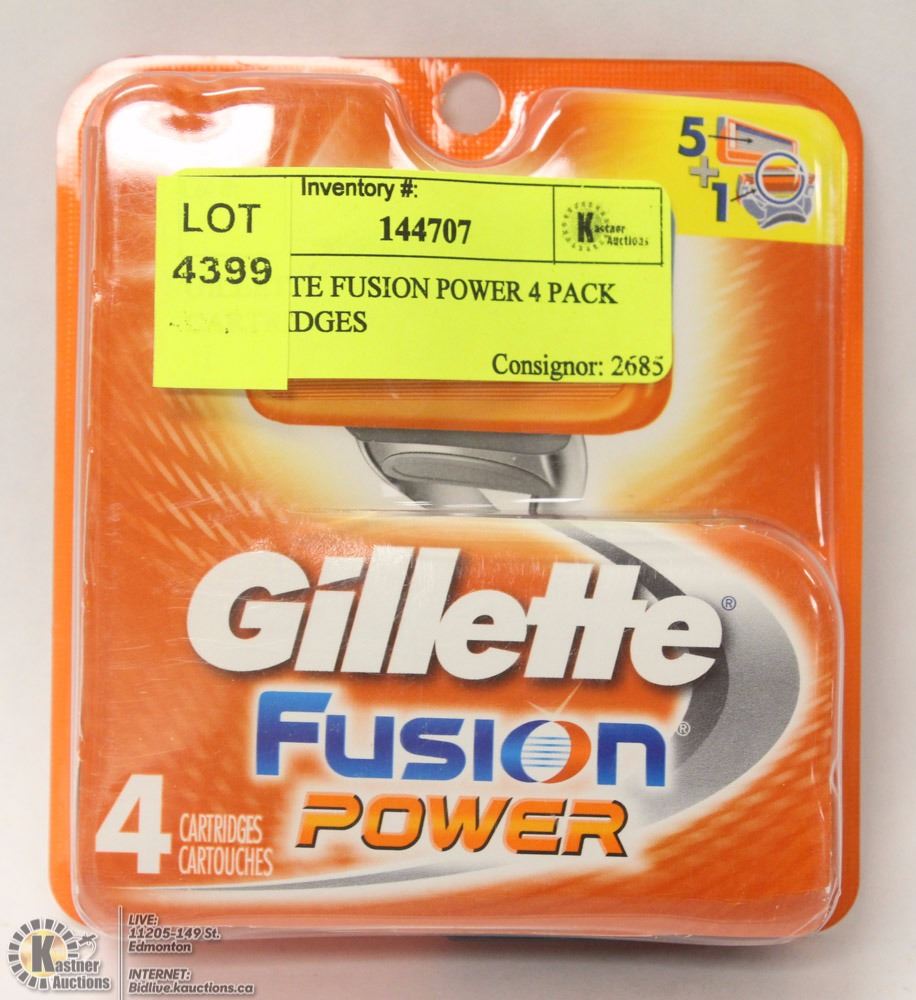 5
+
1
LOT
4399
Inventory #:
144707
Kastner
Auctions
TE FUSION POWER 4 PACK
IDGES
Consignor: 2685
Gillette®
Fusion®
POWER
4 CARTRIDGES
CARTOUCHES
Kastner
Auctions
LIVE:
11205-149 St.
Edmonton
INTERNET:
Bidlive.kauctions.ca